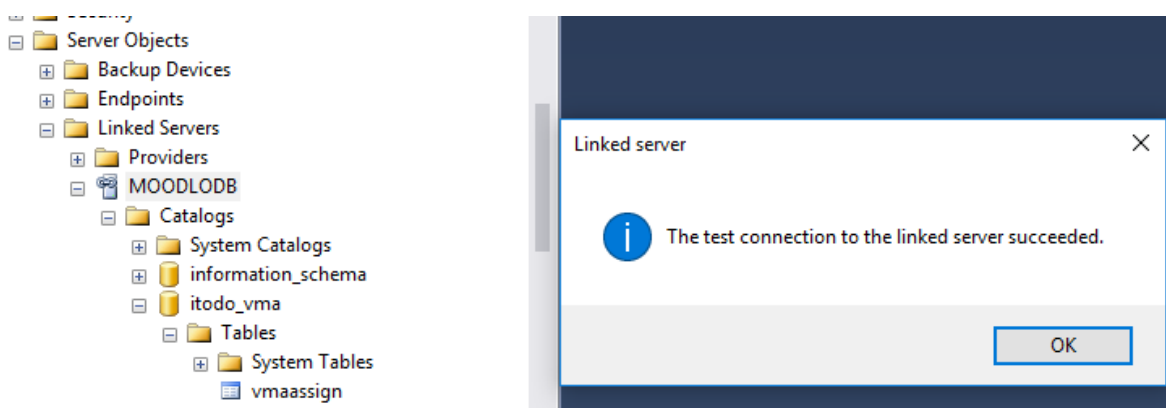 Server Objects
Backup Devices
Endpoints
Linked Servers
Providers
MOODLODB
Catalogs
System Catalogs
information_schema
itodo_vma
Tables
System Tables
vmaassign
Linked server
The test connection to the linked server succeeded.
OK